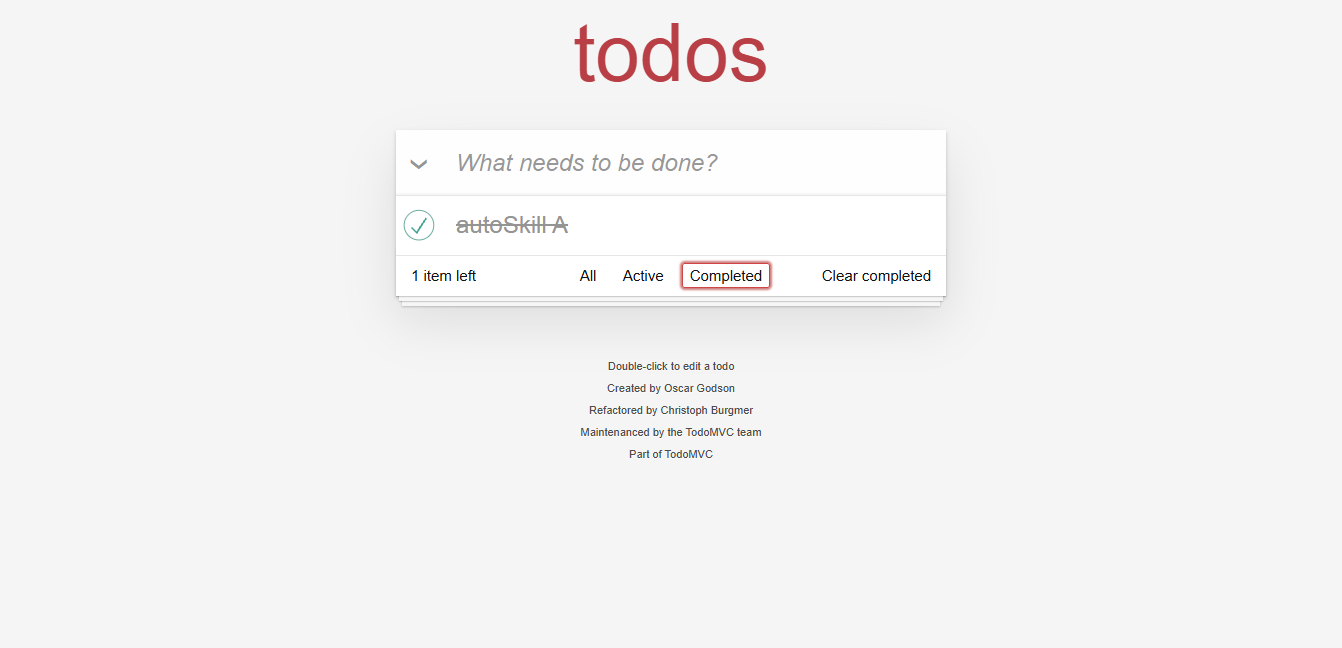 todos
What needs to be done?
autoSkill A
1 item left All Active Completed Clear completed
Double-click to edit a todo
Created by Oscar Godson
Refactored by Christoph Burgmer
Maintenanced by the TodoMVC team
Part of TodoMVC